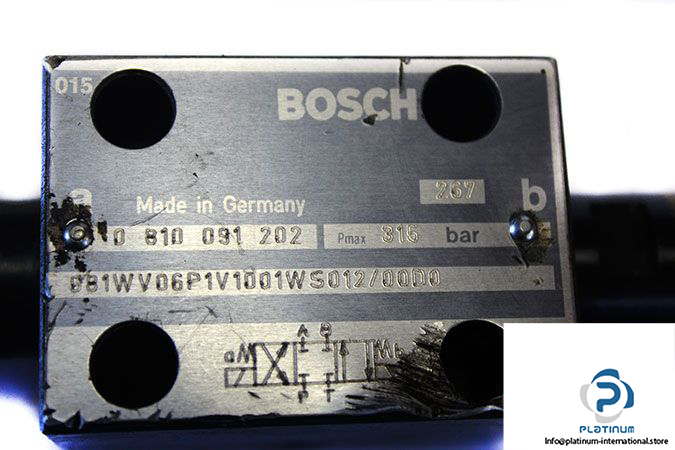 015
BOSCH
a
b
267
Made in Germany
0 810 091 202
Pmax 315 bar
081WV06P1V1001WS012/00D0
A B
a
b
P T
PLATINUM
Info@platinum-international.store